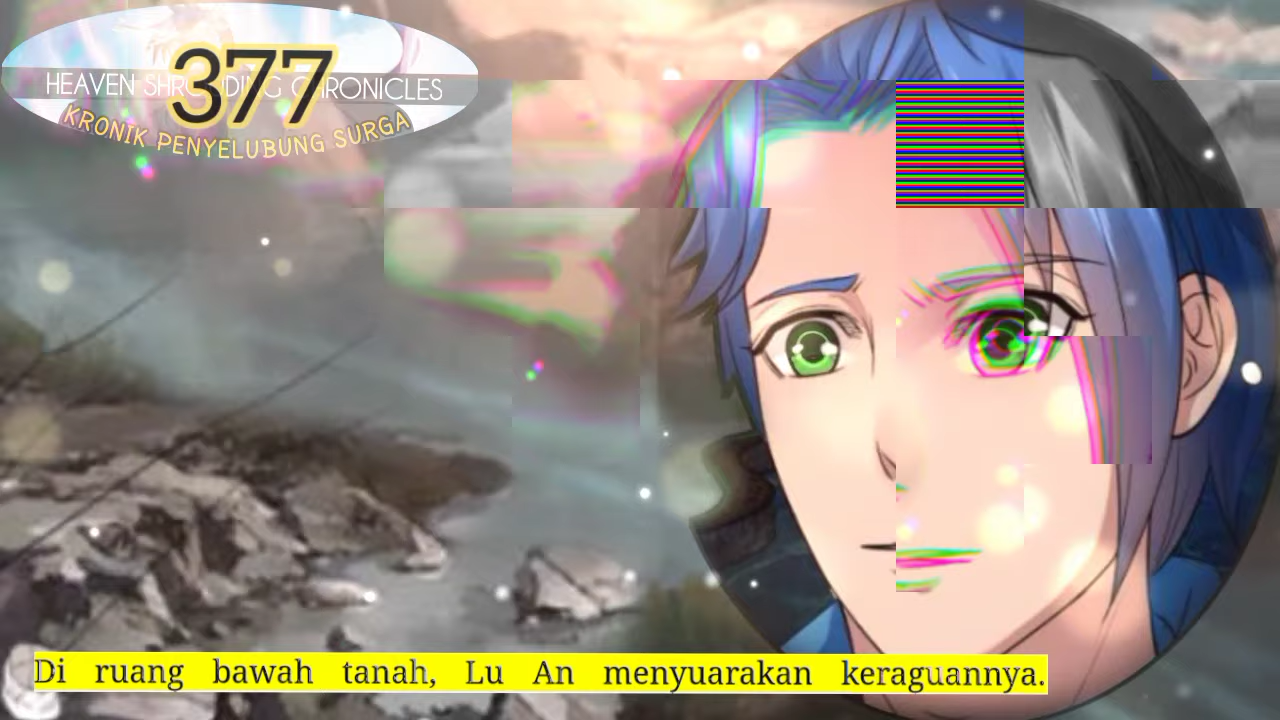 377
HEAVEN SHROUDING CHRONICLES
KRONIK PENYELUBUNG SURGA
Di ruang bawah tanah, Lu An menyuarakan keraguannya.